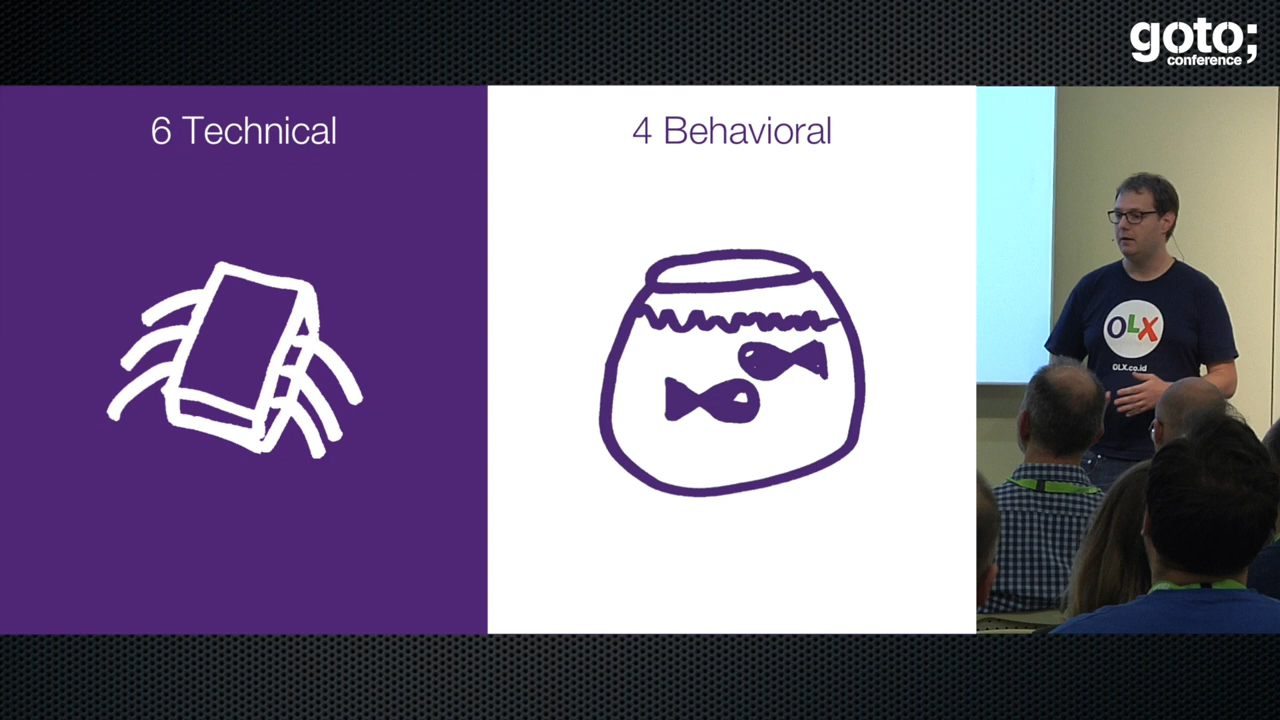 goto;
conference
6 Technical
4 Behavioral
OLX
OLX.co.id